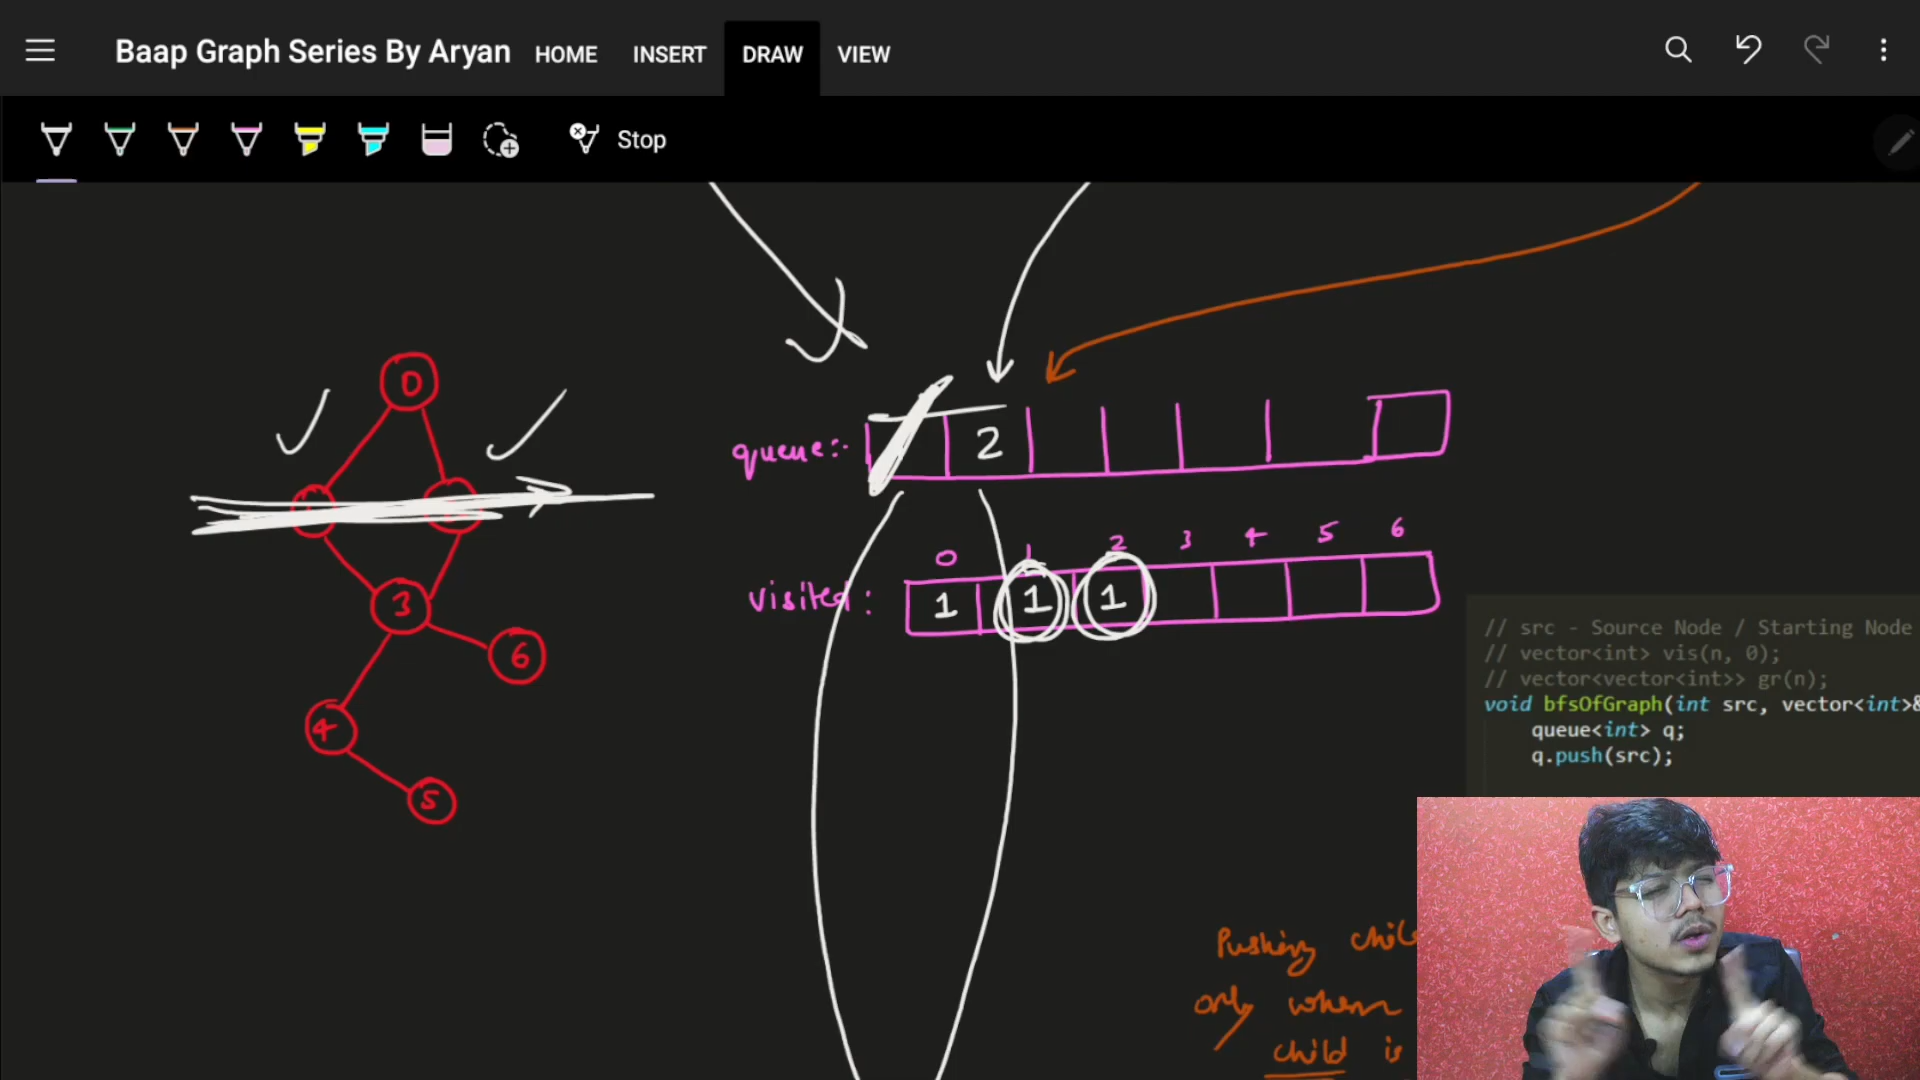 Baap Graph Series By Aryan HOME INSERT DRAW VIEW
Stop
0
queue:-
2
0 1 2 3 4 5 6
visited: 1 1 1
3
6
4
5
// src - Source Node / Starting Node
// vector<int> vis(n, 0);
// vector<vector<int>> gr(n);
void bfsOfGraph(int src, vector<int>&
queue<int> q;
q.push(src);
Pushing
only when
child is